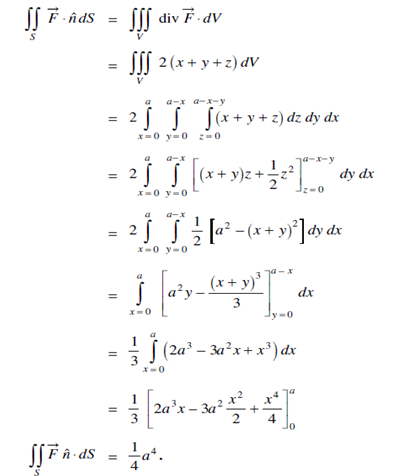 ∬_S F⃗ · n̂ dS = ∭_V div F⃗ · dV
= ∭_V 2 (x + y + z) dV
= 2 ∫_{x=0}^{a} ∫_{y=0}^{a−x} ∫_{z=0}^{a−x−y} (x + y + z) dz dy dx
= 2 ∫_{x=0}^{a} ∫_{y=0}^{a−x} [(x + y)z + 1/2 z²]_{z=0}^{a−x−y} dy dx
= 2 ∫_{x=0}^{a} ∫_{y=0}^{a−x} 1/2 [a² − (x + y)²] dy dx
= ∫_{x=0}^{a} [a²y − (x + y)³/3]_{y=0}^{a−x} dx
= 1/3 ∫_{x=0}^{a} (2a³ − 3a²x + x³) dx
= 1/3 [2a³x − 3a² x²/2 + x⁴/4]_0^a
∬_S F⃗ n̂ · dS = 1/4 a⁴.